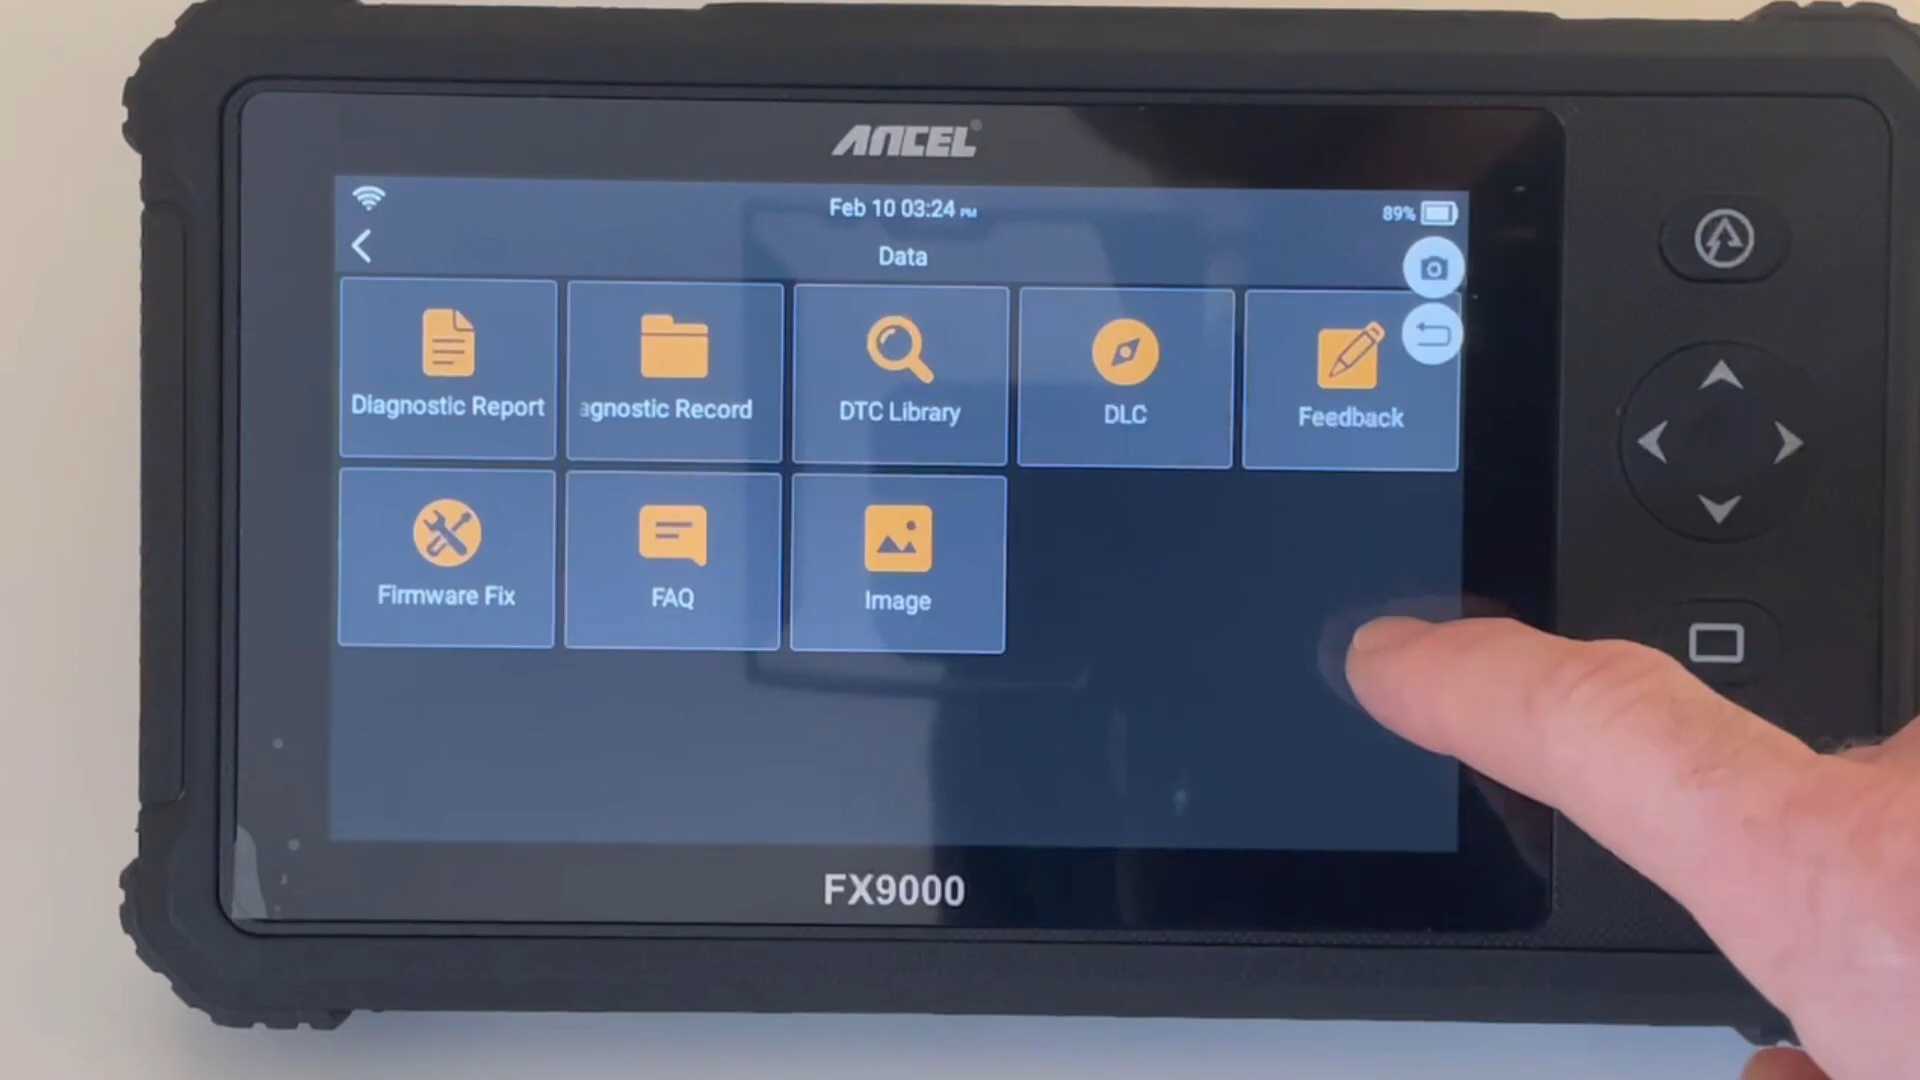 ANCEL®
Feb 10 03:24 PM
89%
Data
Diagnostic Report
agnostic Record
DTC Library
DLC
Feedback
Firmware Fix
FAQ
Image
FX9000